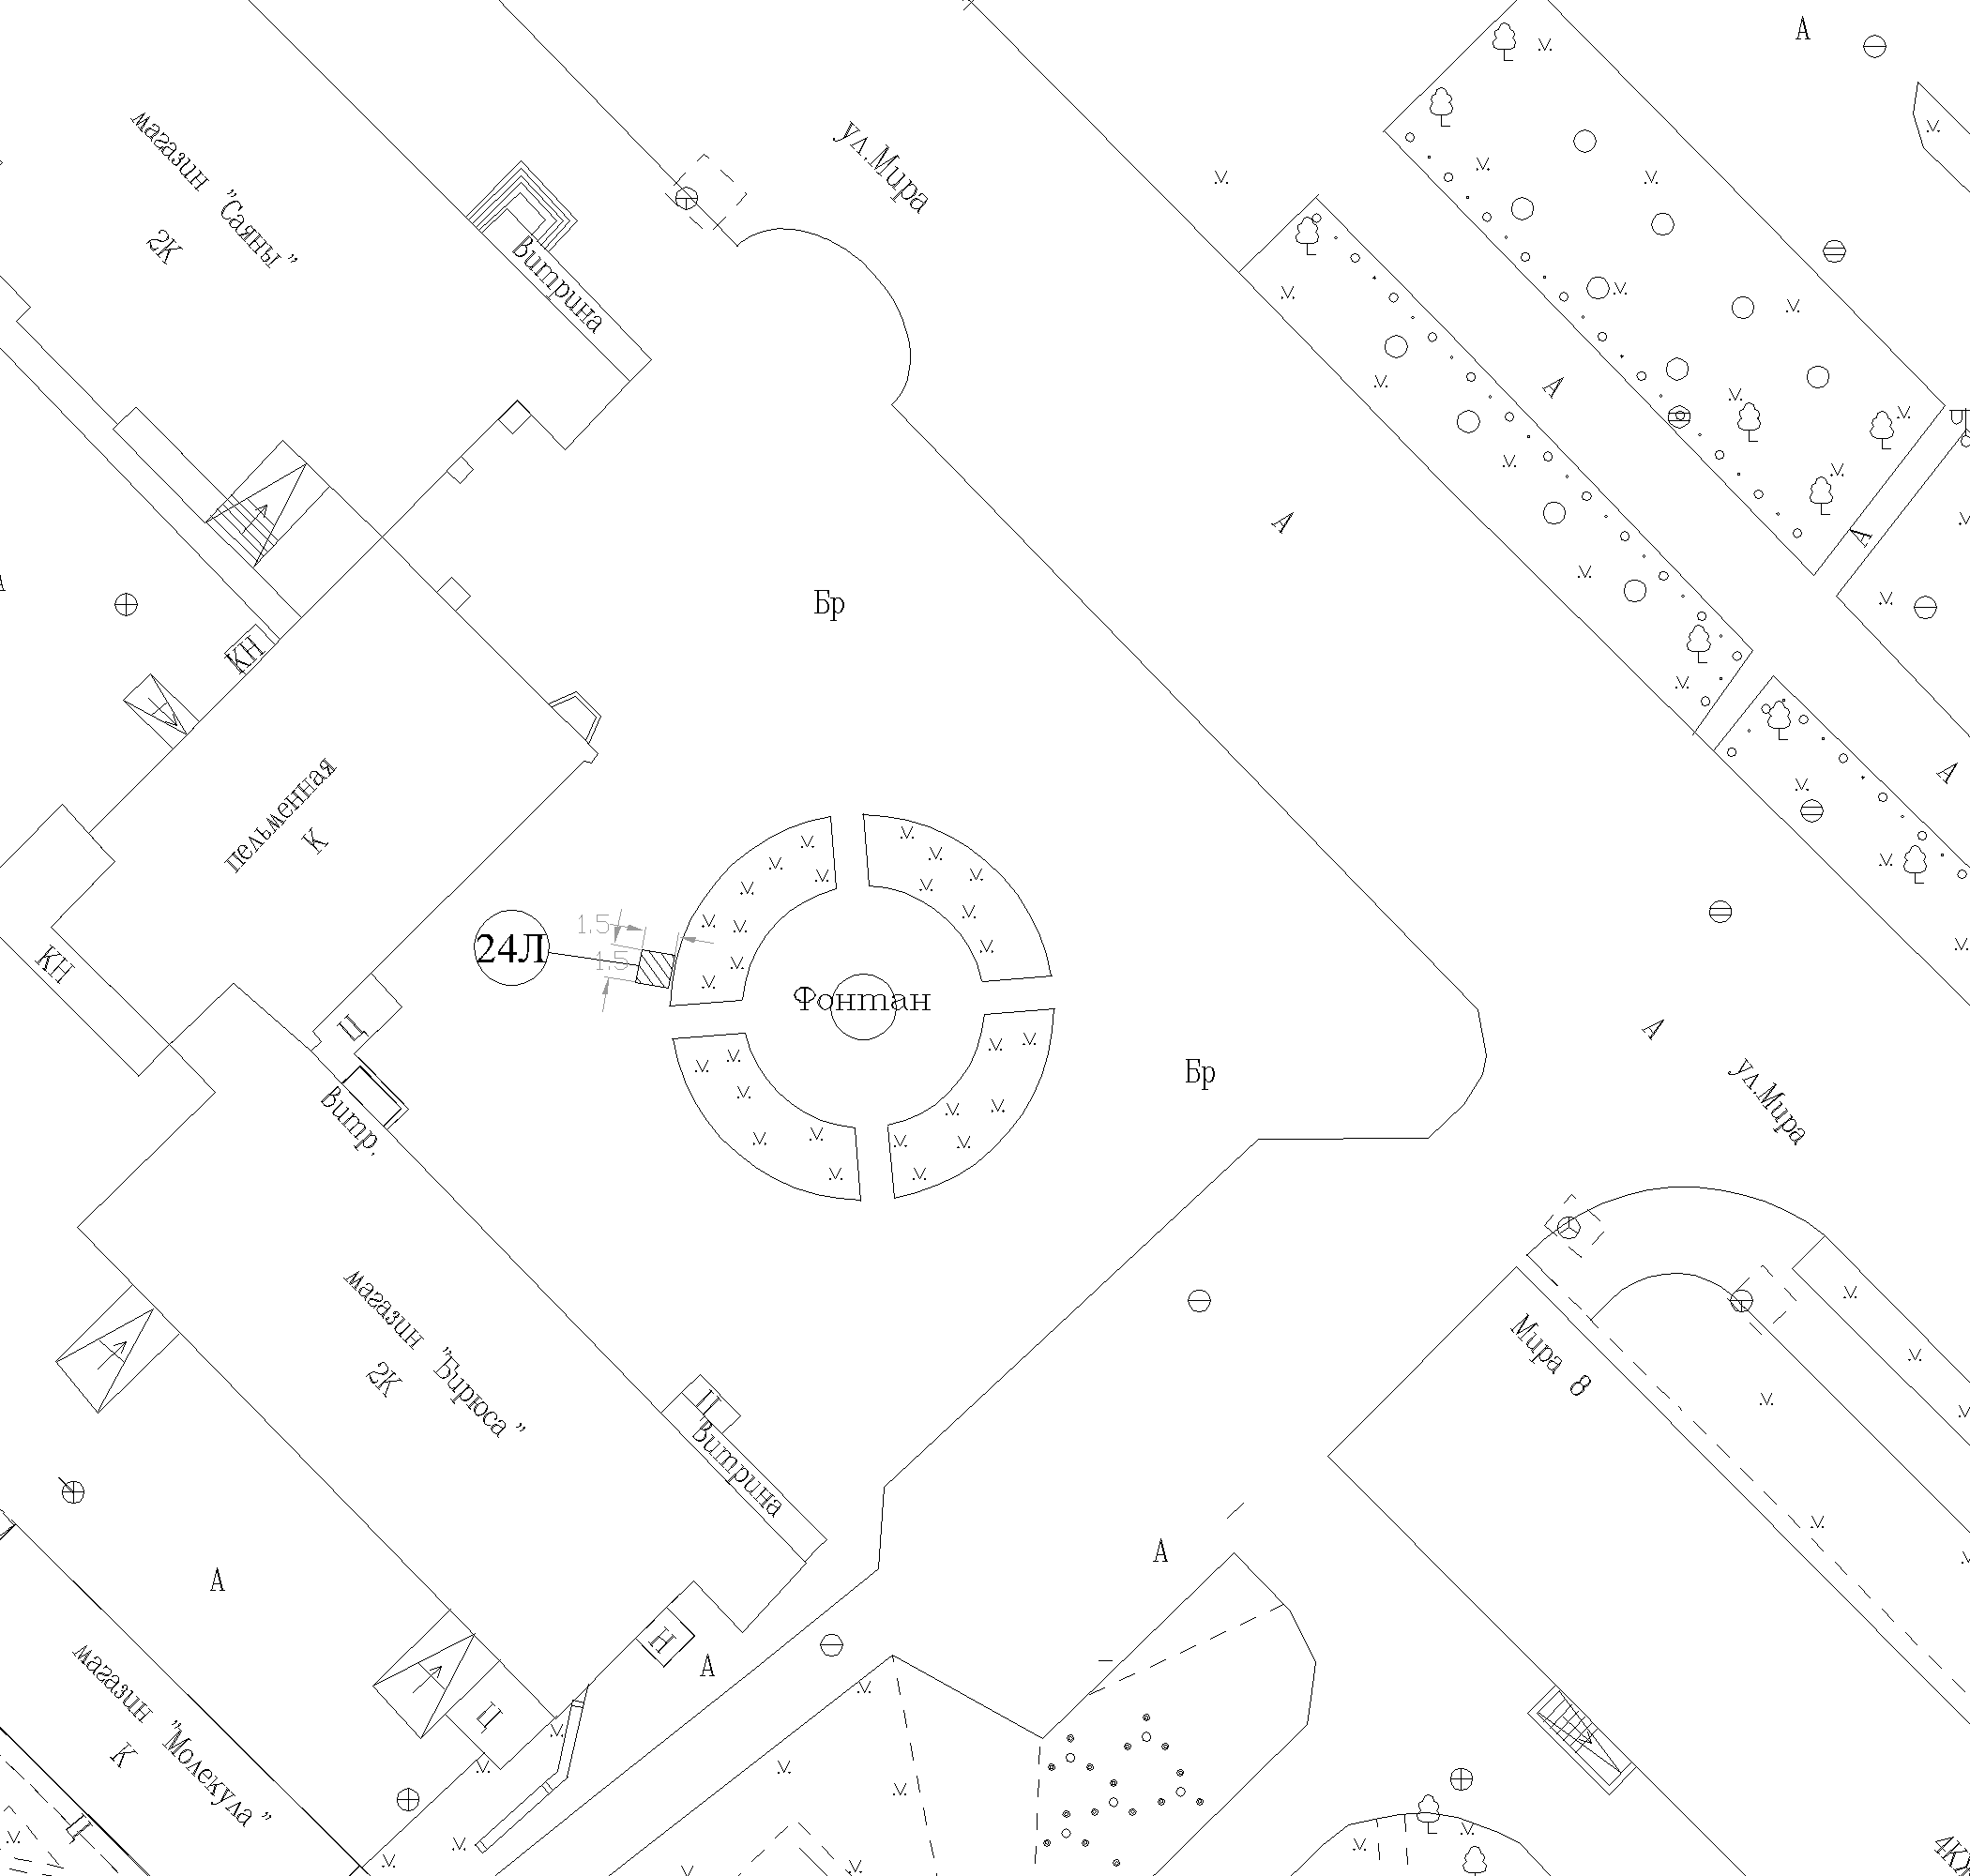 А
магазин "Саяны"
2К
ул.Мира
Витрина
А
А
А
Бр
КН
А
пельменная
К
КН
1.5
24Л
1.5
Фонтан
Ц
А
Бр
Витр.
ул.Мира
магазин "Бирюса"
2К
Мира 8
Ц
Витрина
А
А
Н
А
магазин "Молекула"
К
Ц
Ц